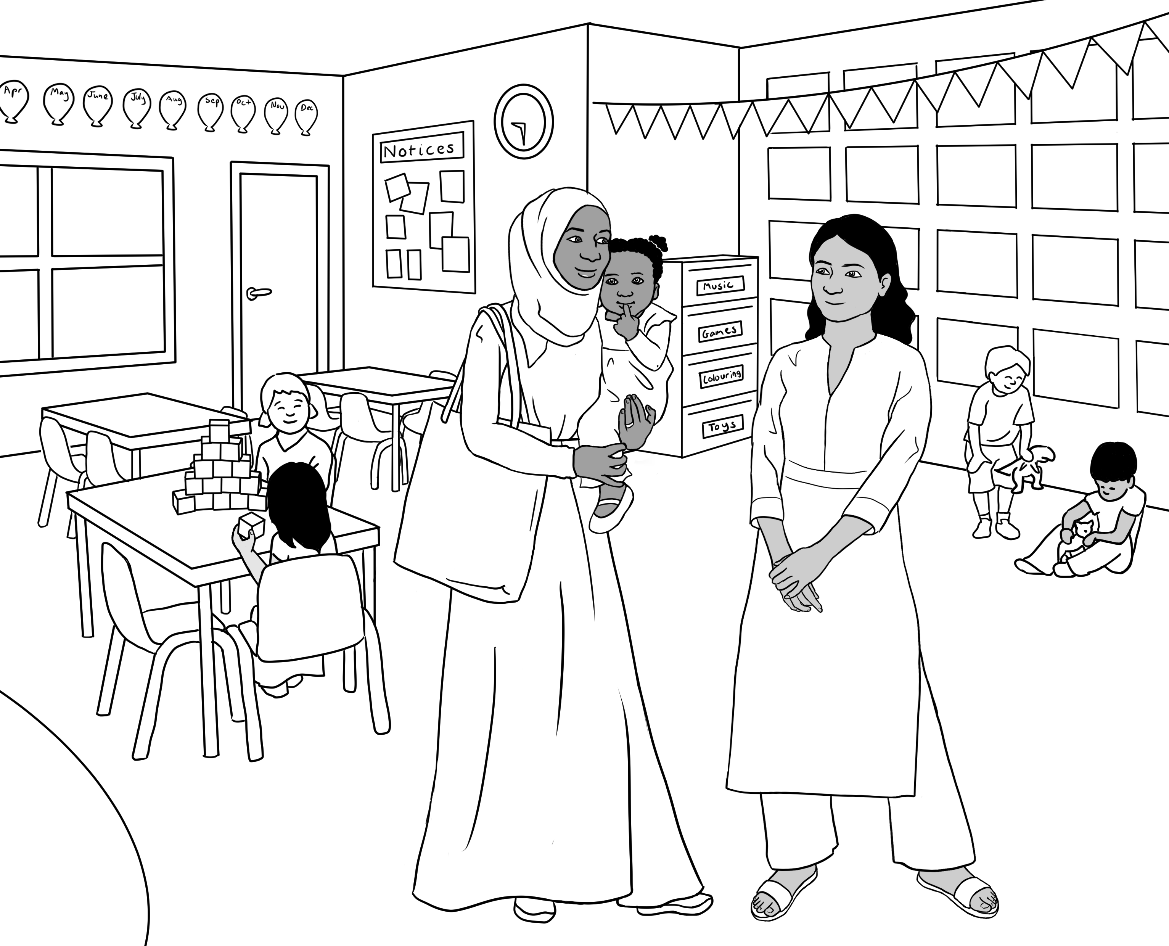 Apr
May
June
July
Aug
Sep
Oct
Nov
Dec
Notices
Music
Games
Colouring
Toys